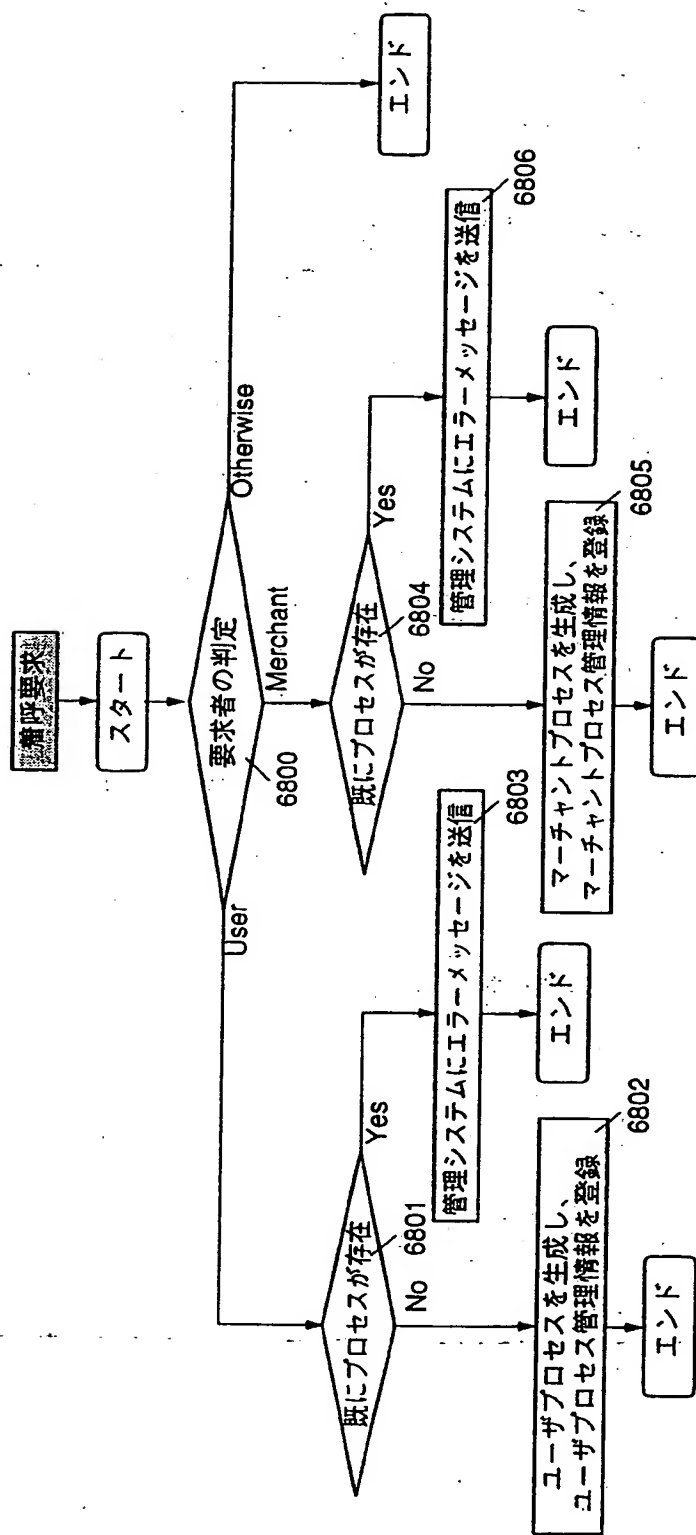 着呼要求
スタート
要求者の判定
6800
User
Merchant
Otherwise
エンド
既にプロセスが存在
6801
Yes
No
管理システムにエラーメッセージを送信
6803
エンド
ユーザプロセスを生成し、
ユーザプロセス管理情報を登録
6802
エンド
既にプロセスが存在
6804
Yes
No
管理システムにエラーメッセージを送信
6806
エンド
マーチャントプロセスを生成し、
マーチャントプロセス管理情報を登録
6805
エンド